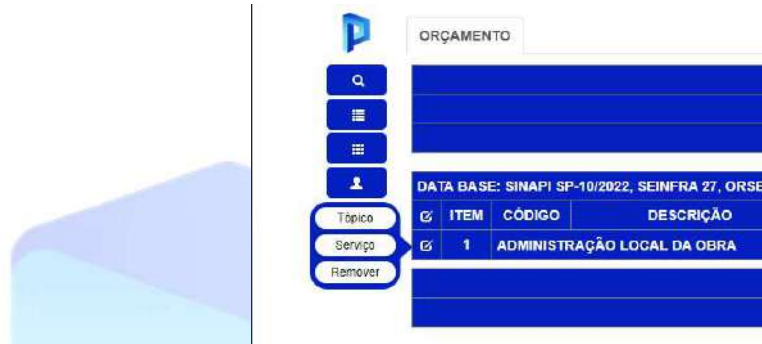 ORÇAMENTO
DATA BASE: SINAPI SP-10/2022, SEINFRA 27, ORSE
ITEM CÓDIGO DESCRIÇÃO
1 ADMINISTRAÇÃO LOCAL DA OBRA
Tópico
Serviço
Remover